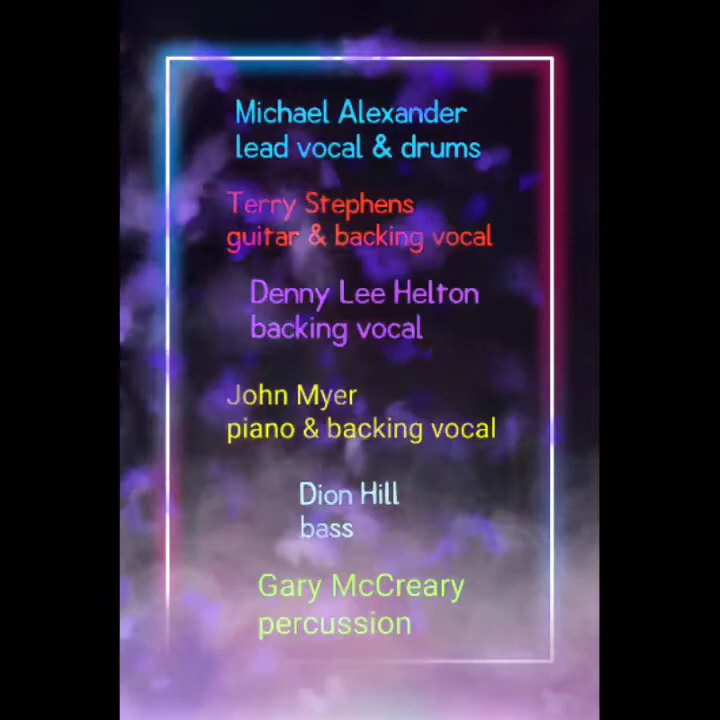 Michael Alexander
lead vocal & drums
Terry Stephens
guitar & backing vocal
Denny Lee Helton
backing vocal
John Myer
piano & backing vocal
Dion Hill
bass
Gary McCreary
percussion